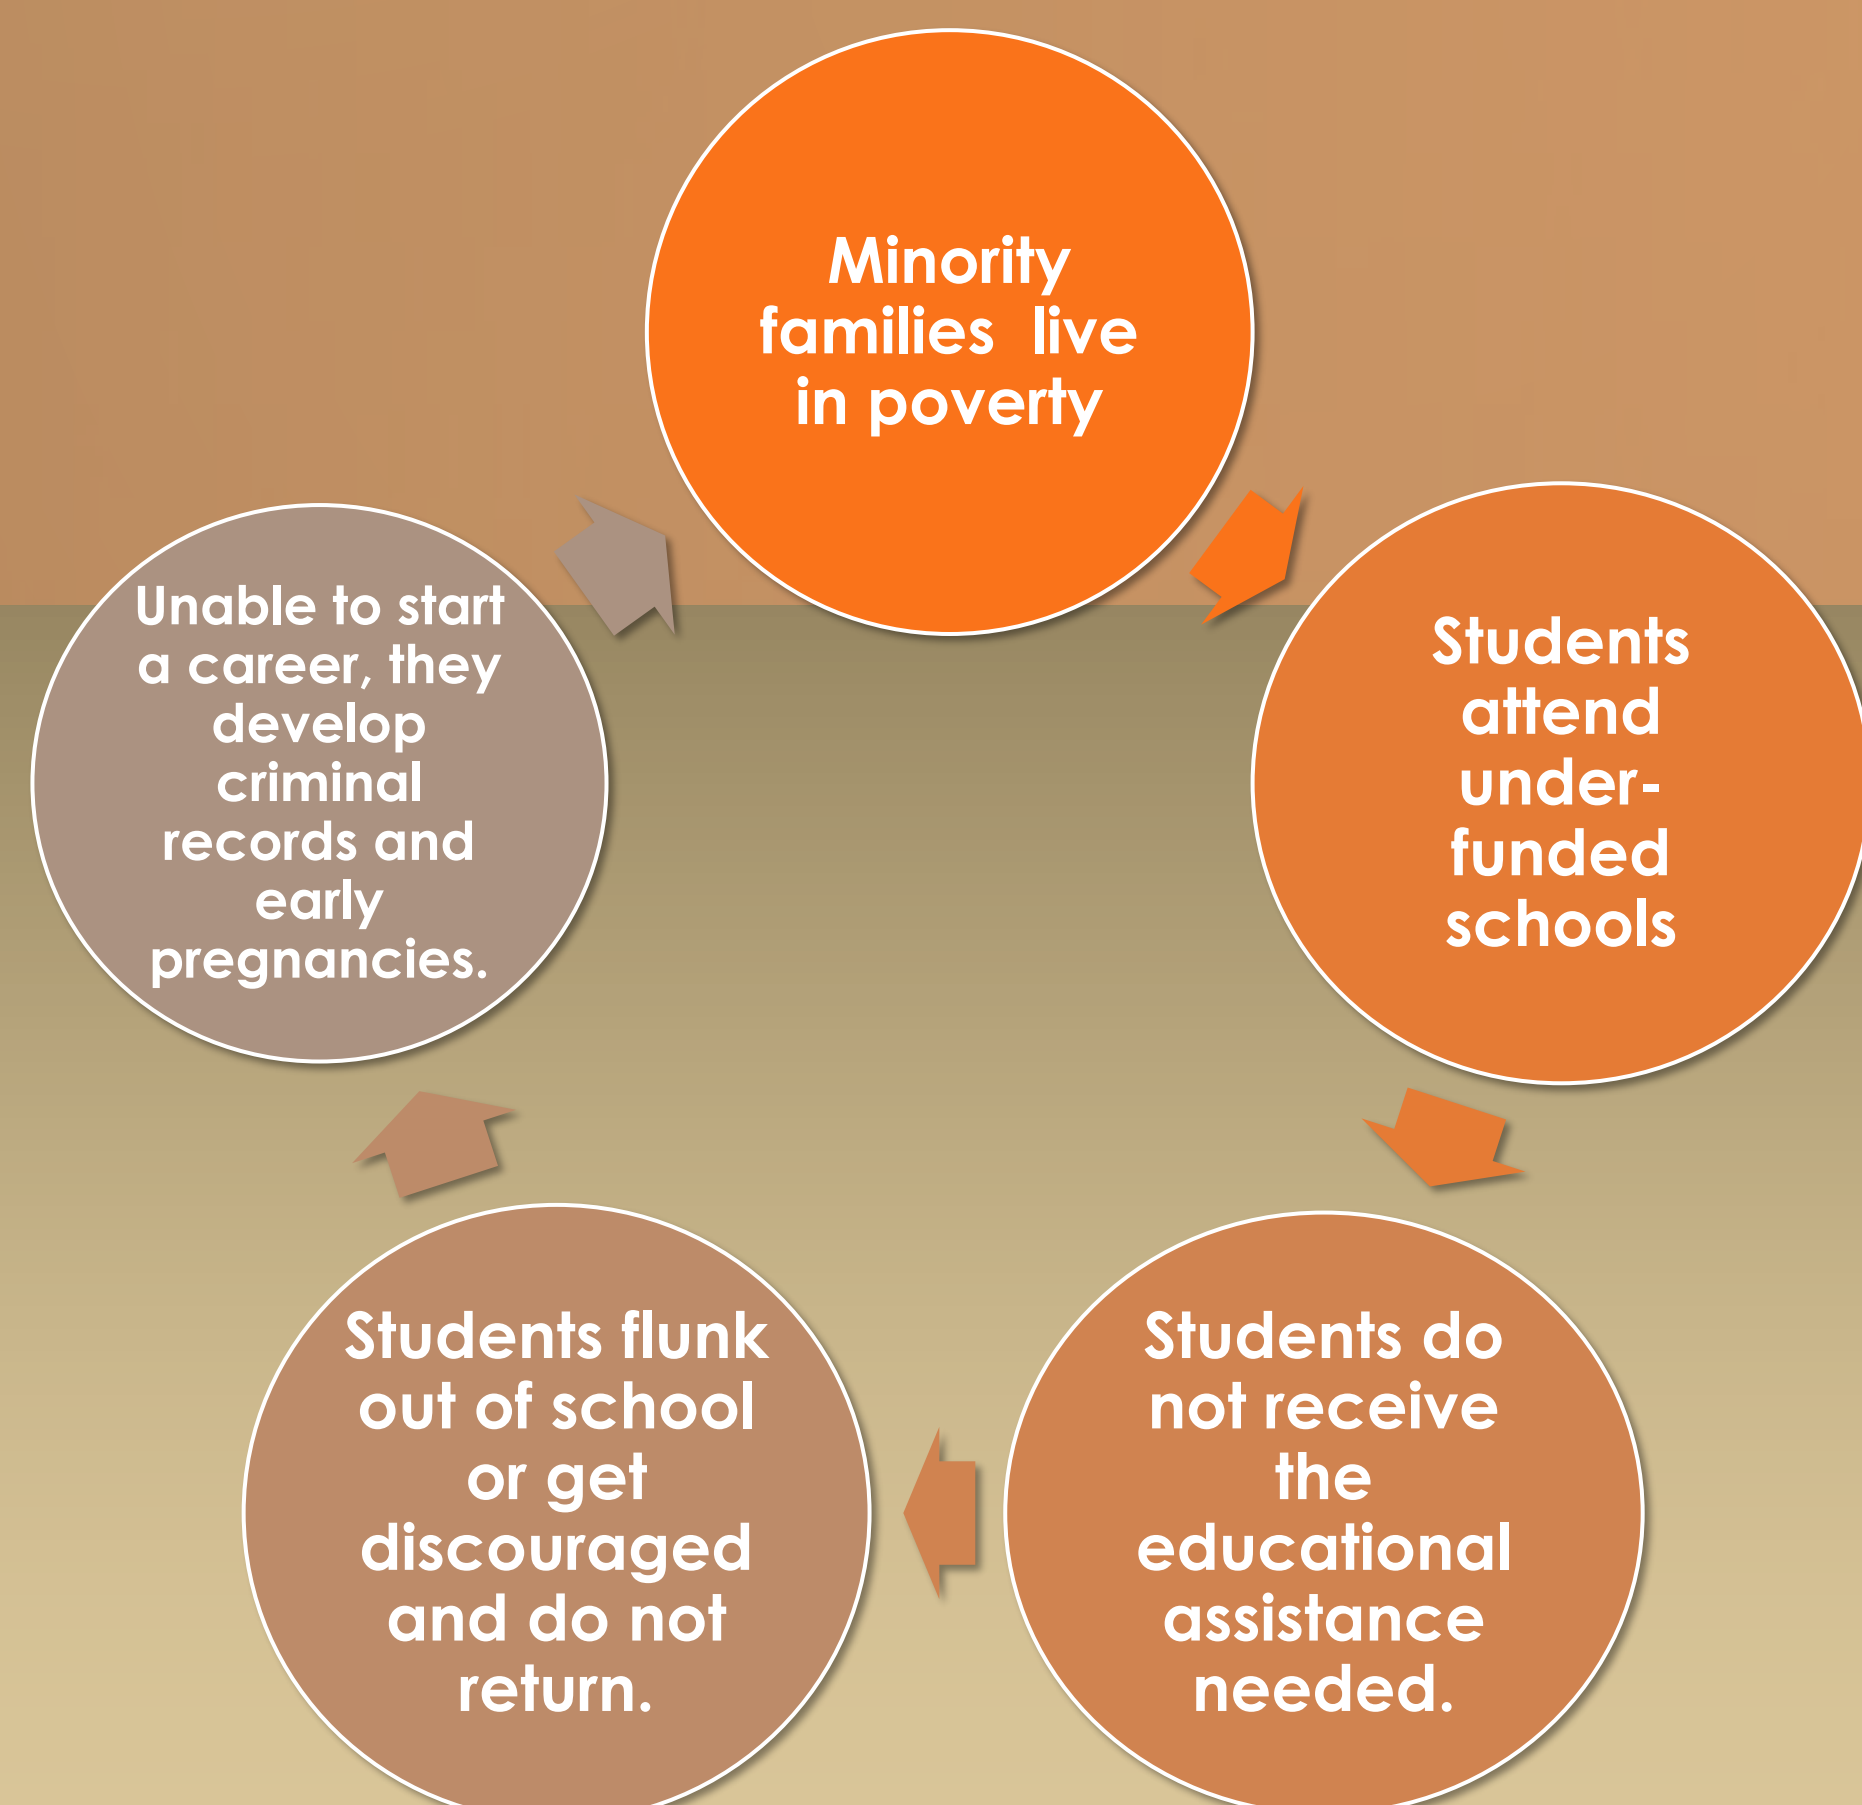 Minority
families  live
in poverty
Students
attend
under-
funded
schools
Students do
not receive
the
educational
assistance
needed.
Students flunk
out of school
or get
discouraged
and do not
return.
Unable to start
a career, they
develop
criminal
records and
early
pregnancies.